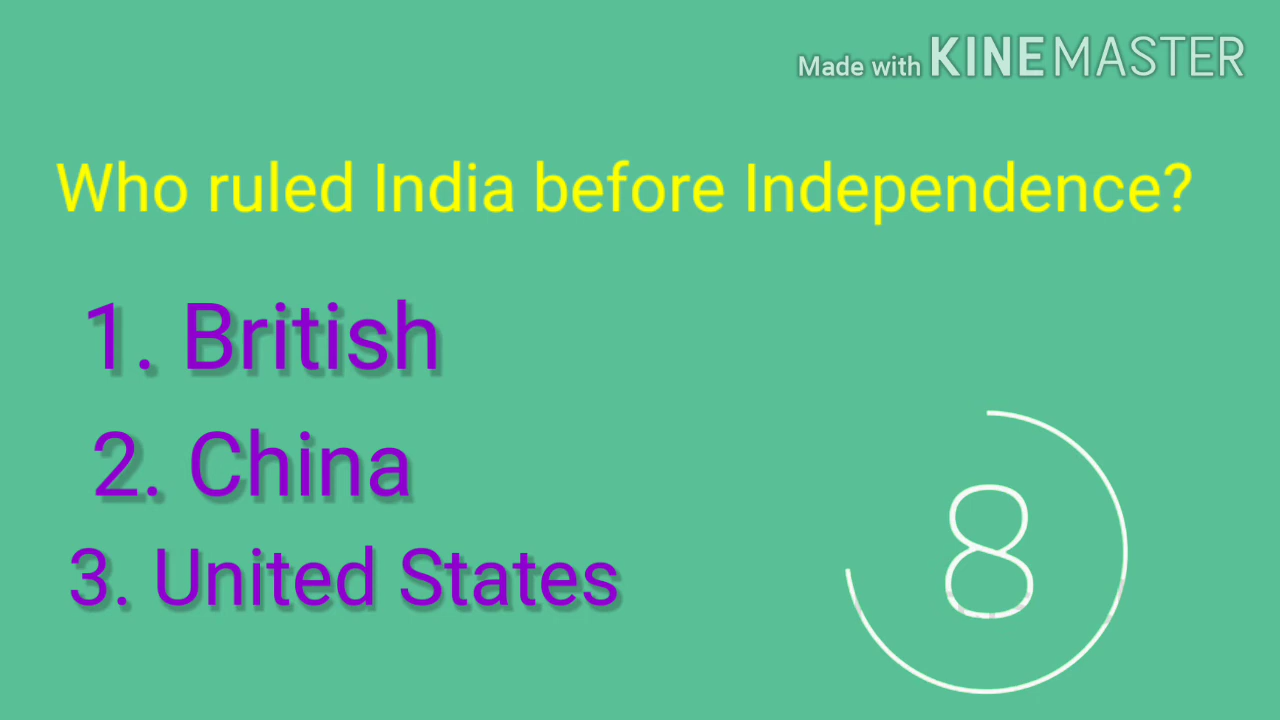 Made with KINEMASTER
Who ruled India before Independence?
1. British
2. China
3. United States
8